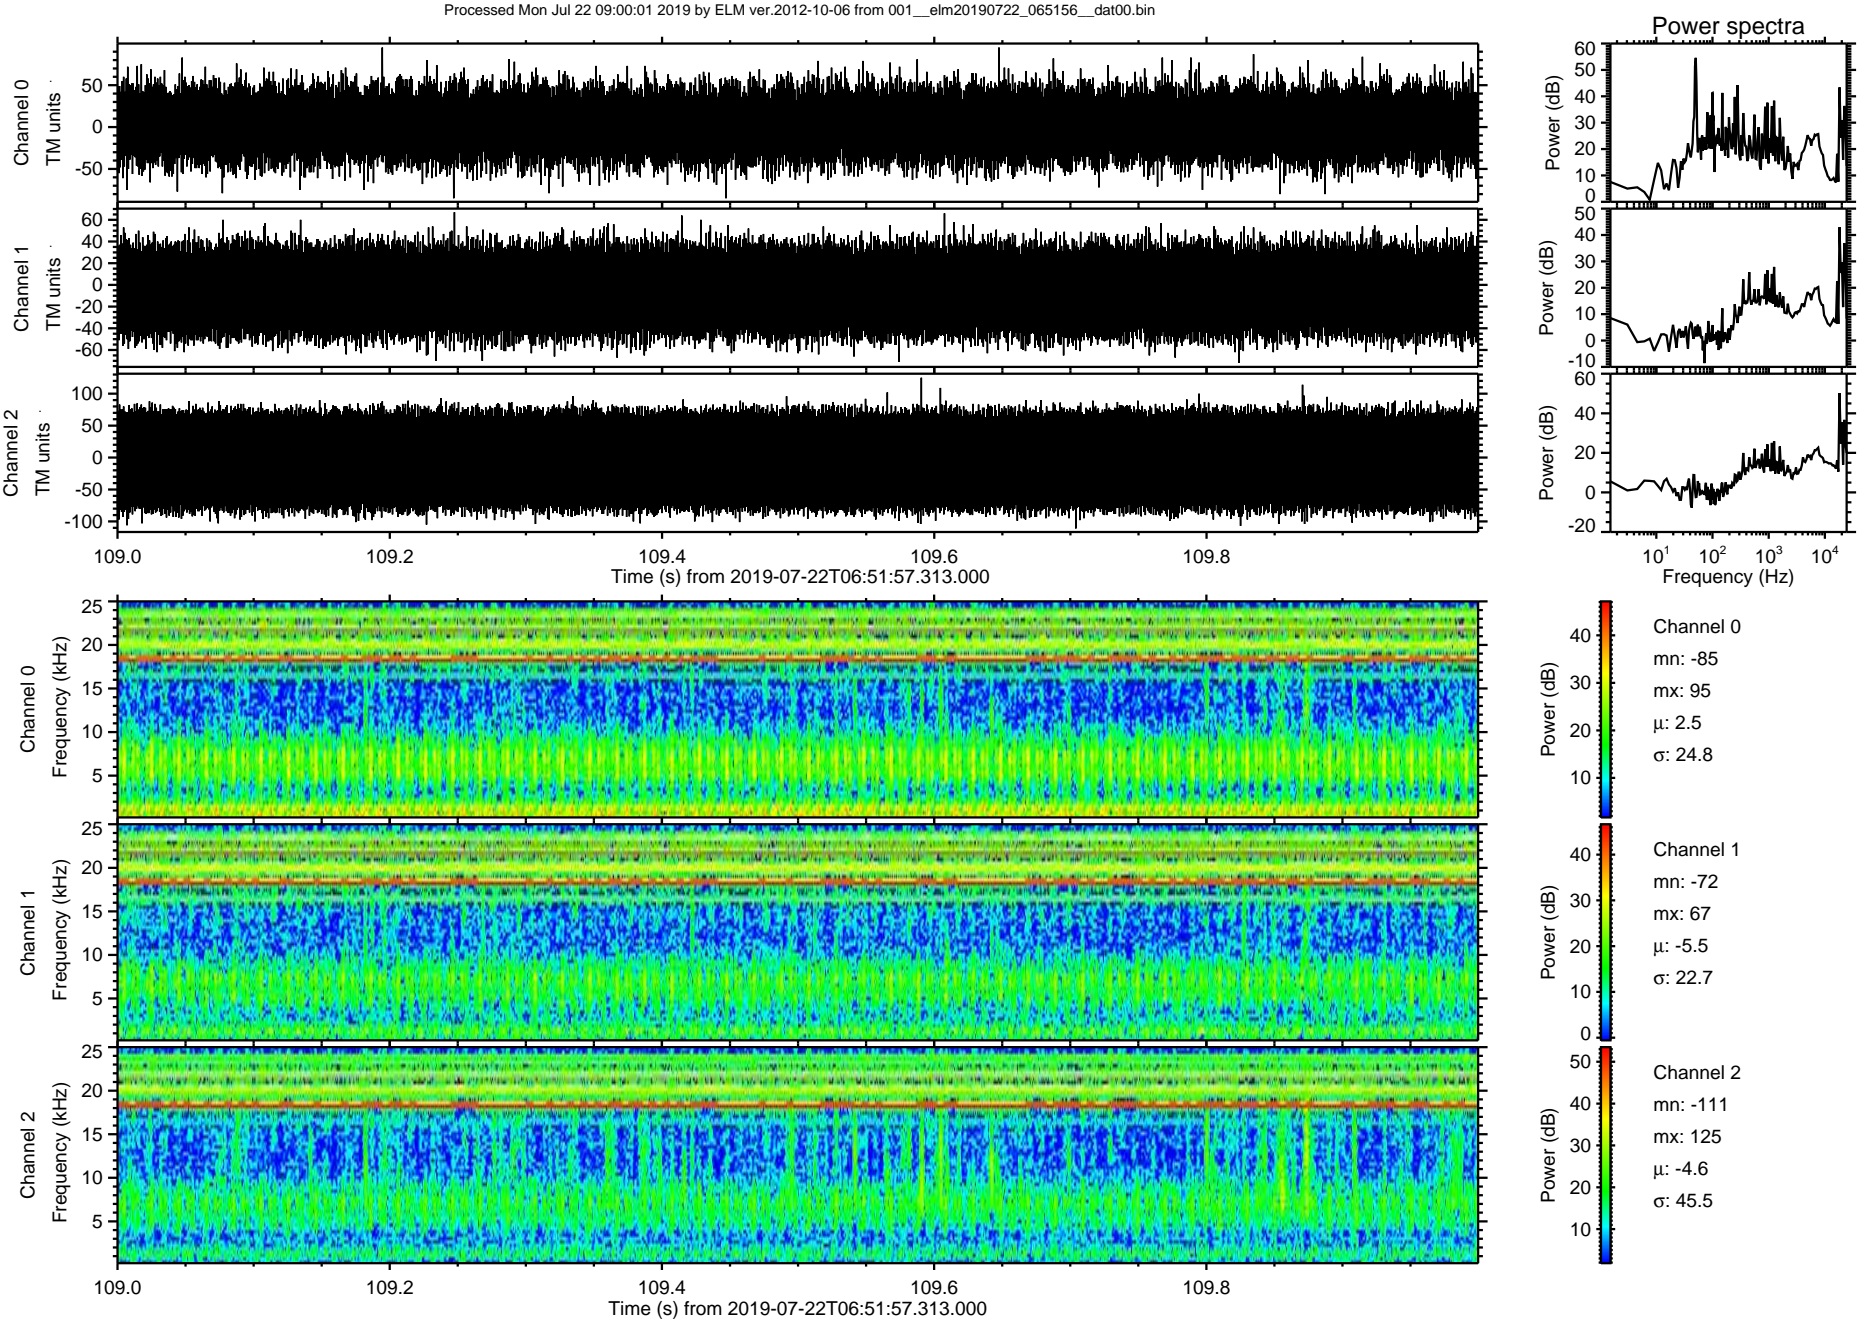 Processed Mon Jul 22 09:00:01 2019 by ELM ver.2012-10-06 from 001__elm20190722_065156__dat00.bin
Power spectra
Channel 0
TM units
50
0
-50
Power (dB)
60
50
40
30
20
10
0
Channel 1
TM units
60
40
20
0
-20
-40
-60
Power (dB)
50
40
30
20
10
0
-10
Channel 2
TM units
100
50
0
-50
-100
Power (dB)
60
40
20
0
-20
109.0 109.2 109.4 109.6 109.8
Time (s) from 2019-07-22T06:51:57.313.000
10¹ 10² 10³ 10⁴
Frequency (Hz)
Channel 0
Frequency (kHz)
25
20
15
10
5
Power (dB)
40
30
20
10
Channel 0
mn: -85
mx: 95
μ: 2.5
σ: 24.8
Channel 1
Frequency (kHz)
25
20
15
10
5
Power (dB)
40
30
20
10
0
Channel 1
mn: -72
mx: 67
μ: -5.5
σ: 22.7
Channel 2
Frequency (kHz)
25
20
15
10
5
Power (dB)
50
40
30
20
10
Channel 2
mn: -111
mx: 125
μ: -4.6
σ: 45.5
109.0 109.2 109.4 109.6 109.8
Time (s) from 2019-07-22T06:51:57.313.000